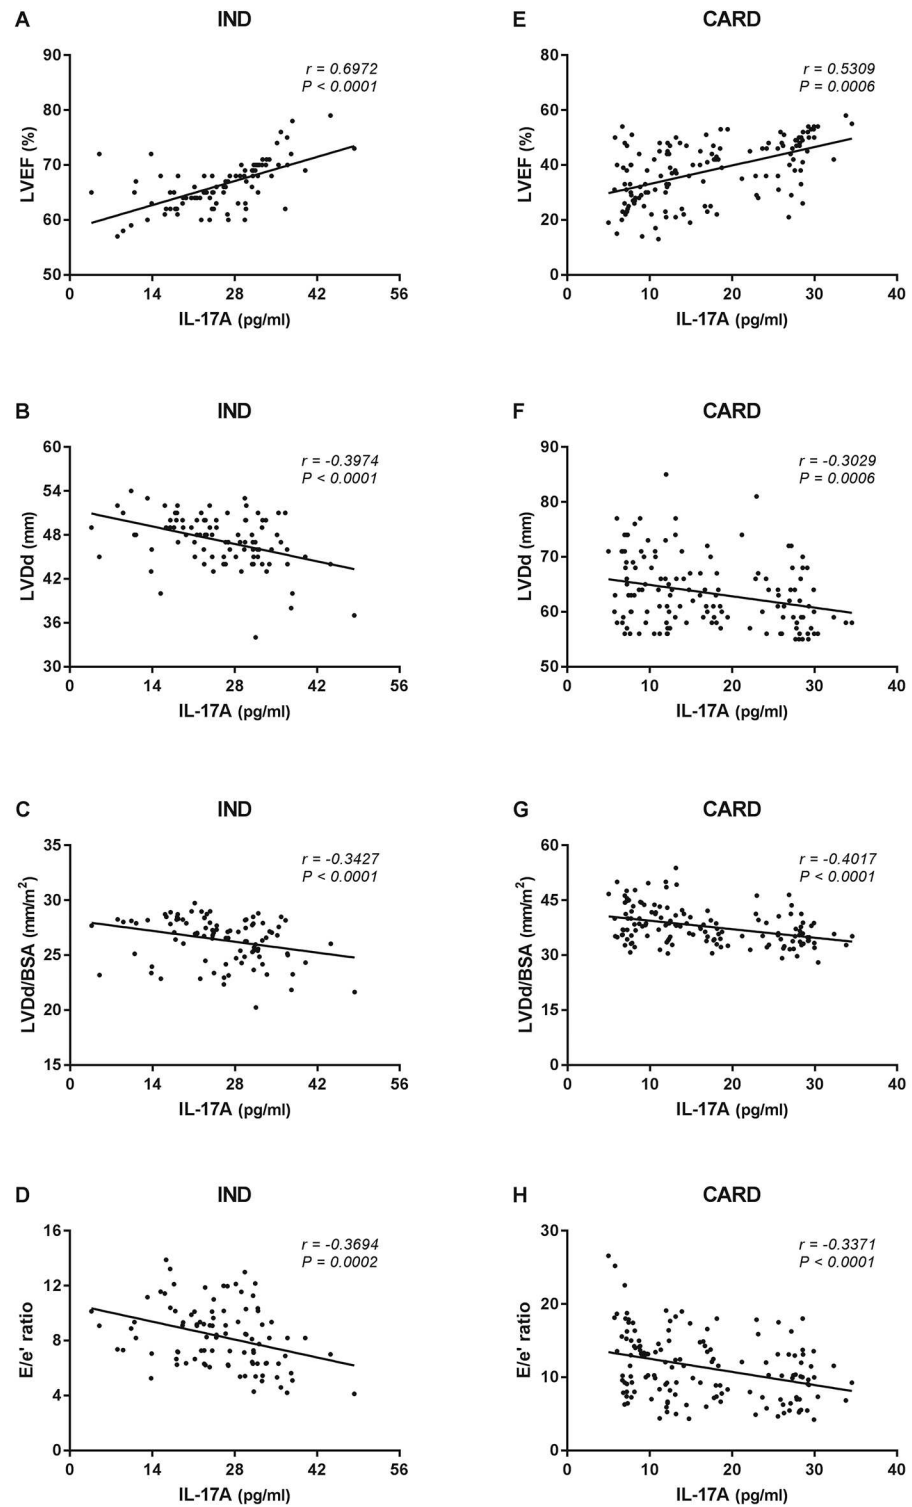 A IND
r = 0.6972
P < 0.0001
LVEF (%)
90
80
70
60
50
0 14 28 42 56
IL-17A (pg/ml)
E CARD
r = 0.5309
P = 0.0006
LVEF (%)
80
60
40
20
0
0 10 20 30 40
IL-17A (pg/ml)
B IND
r = -0.3974
P < 0.0001
LVDd (mm)
60
54
48
42
36
30
0 14 28 42 56
IL-17A (pg/ml)
F CARD
r = -0.3029
P = 0.0006
LVDd (mm)
90
80
70
60
50
0 10 20 30 40
IL-17A (pg/ml)
C IND
r = -0.3427
P < 0.0001
LVDd/BSA (mm/m²)
35
30
25
20
15
0 14 28 42 56
IL-17A (pg/ml)
G CARD
r = -0.4017
P < 0.0001
LVDd/BSA (mm/m²)
60
45
30
15
0
0 10 20 30 40
IL-17A (pg/ml)
D IND
r = -0.3694
P = 0.0002
E/e' ratio
16
12
8
4
0
0 14 28 42 56
IL-17A (pg/ml)
H CARD
r = -0.3371
P < 0.0001
E/e' ratio
30
20
10
0
0 10 20 30 40
IL-17A (pg/ml)